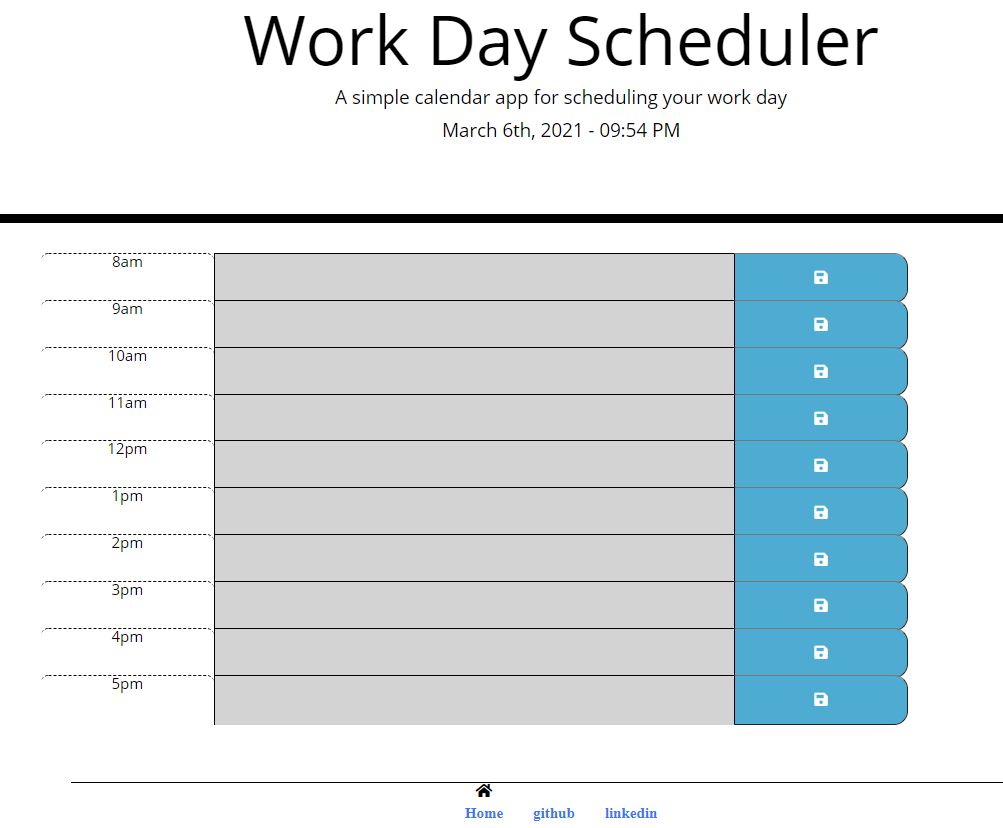 Work Day Scheduler
A simple calendar app for scheduling your work day
March 6th, 2021 - 09:54 PM
8am
9am
10am
11am
12pm
1pm
2pm
3pm
4pm
5pm
Home github linkedin